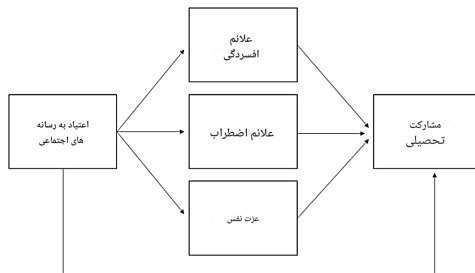 علائم
افسردگی
اعتیاد به رسانه
های اجتماعی
علائم اضطراب
مشارکت
تحصیلی
عزت نفس